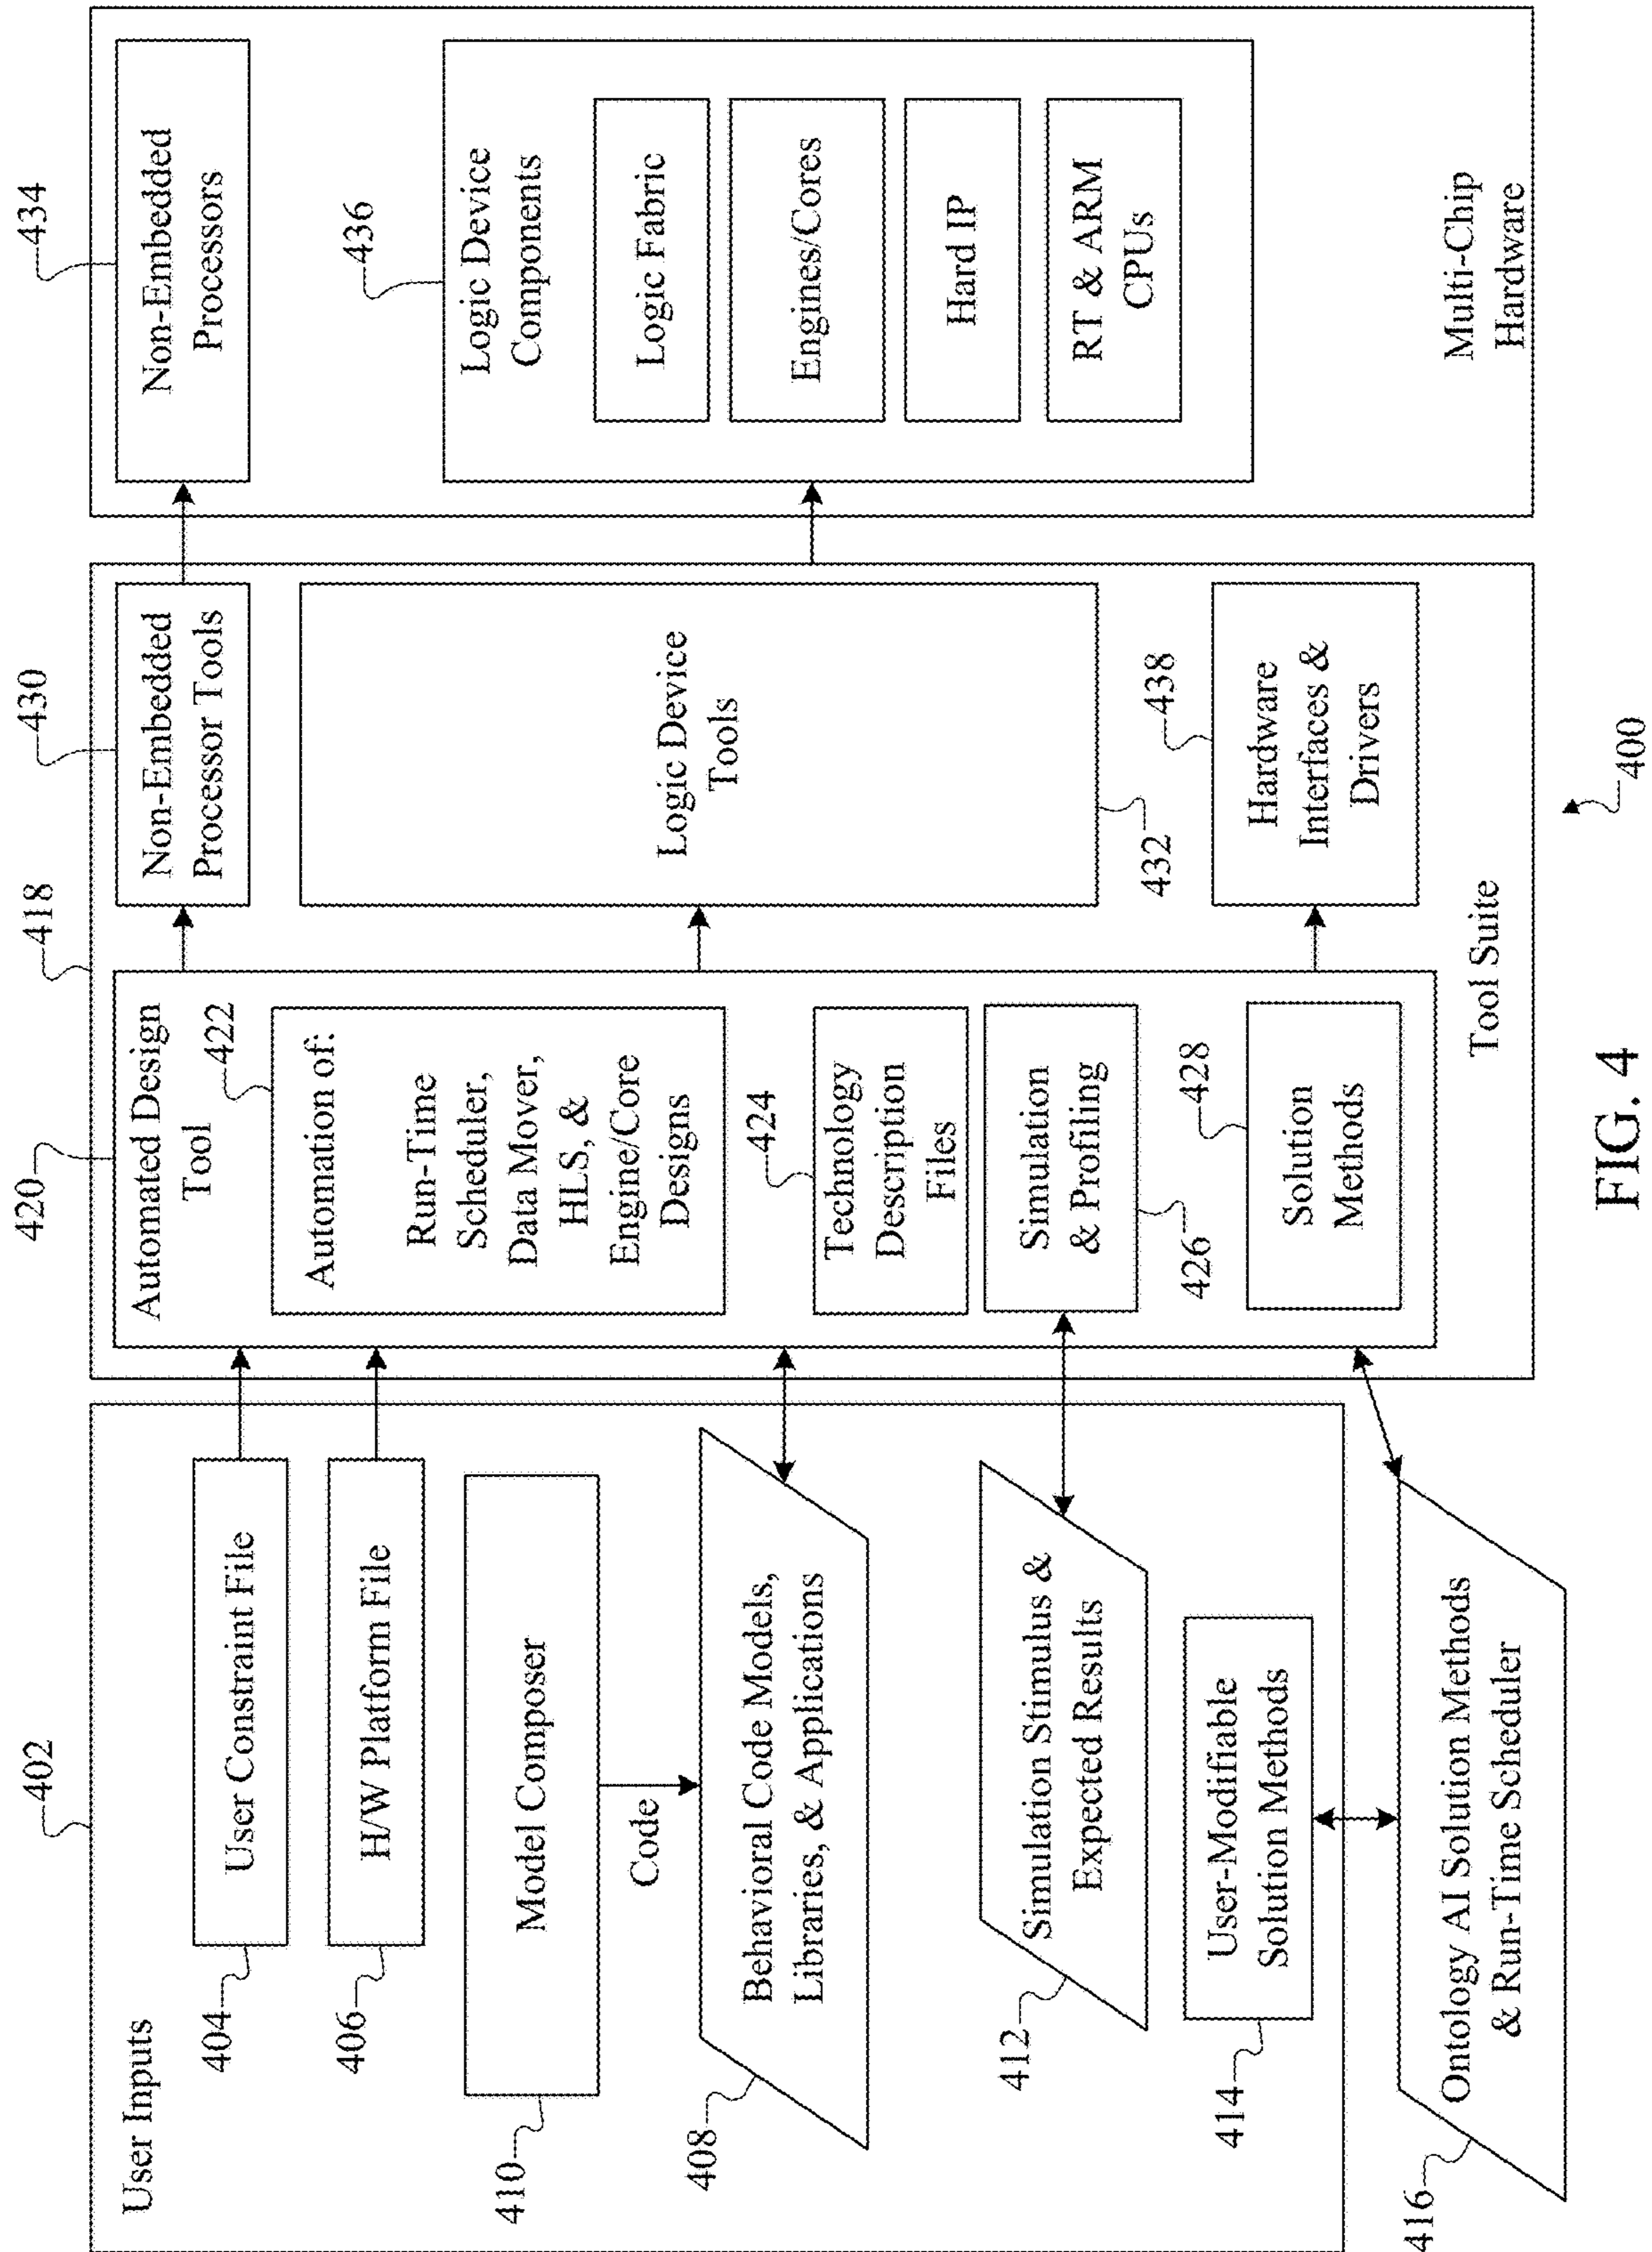 402
User Inputs
404
User Constraint File
406
H/W Platform File
410
Model Composer
Code
408
Behavioral Code Models,
Libraries, & Applications
412
Simulation Stimulus &
Expected Results
414
User-Modifiable
Solution Methods
416
Ontology AI Solution Methods
& Run-Time Scheduler
418
420
Automated Design
Tool
422
Automation of:
Run-Time
Scheduler,
Data Mover,
HLS, &
Engine/Core
Designs
424
Technology
Description
Files
Simulation
& Profiling
426
428
Solution
Methods
430
Non-Embedded
Processor Tools
Logic Device
Tools
432
438
Hardware
Interfaces &
Drivers
Tool Suite
434
Non-Embedded
Processors
436
Logic Device
Components
Logic Fabric
Engines/Cores
Hard IP
RT & ARM
CPUs
Multi-Chip
Hardware
400
FIG. 4